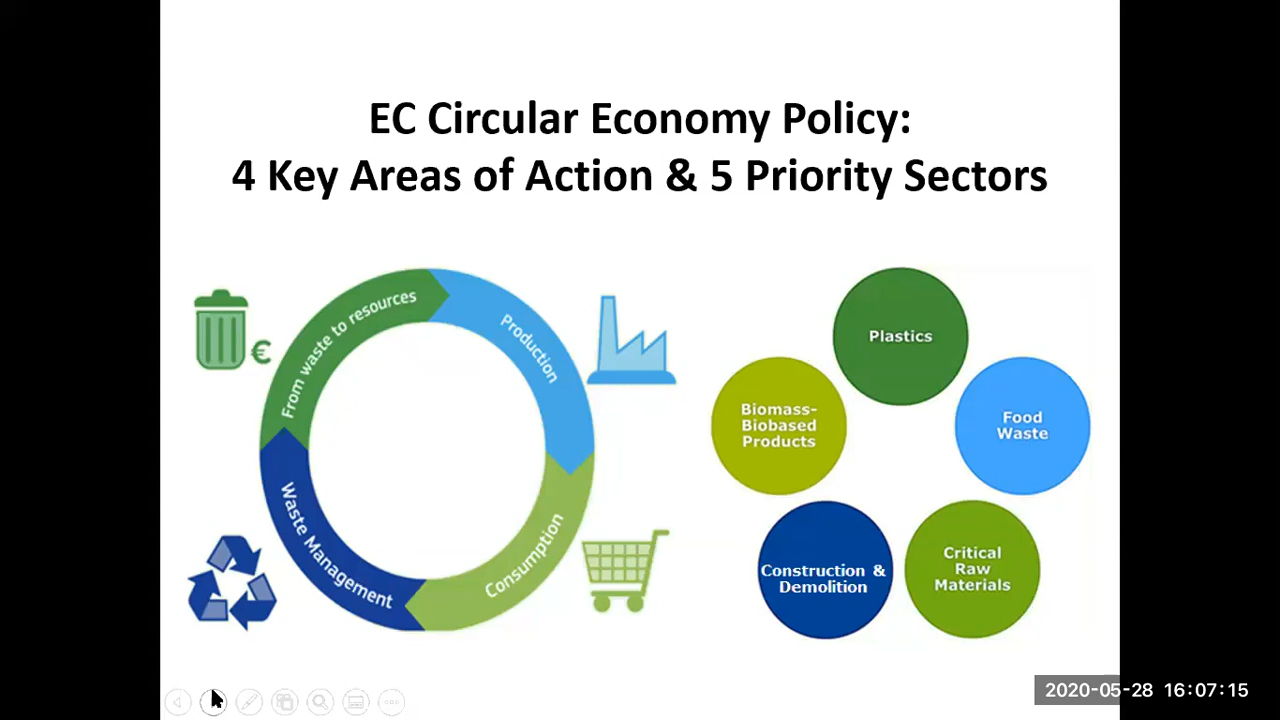 EC Circular Economy Policy:
4 Key Areas of Action & 5 Priority Sectors
From waste to resources
€
Production
Consumption
Waste Management
Plastics
Food
Waste
Critical
Raw
Materials
Construction &
Demolition
Biomass-
Biobased
Products
2020-05-28 16:07:15